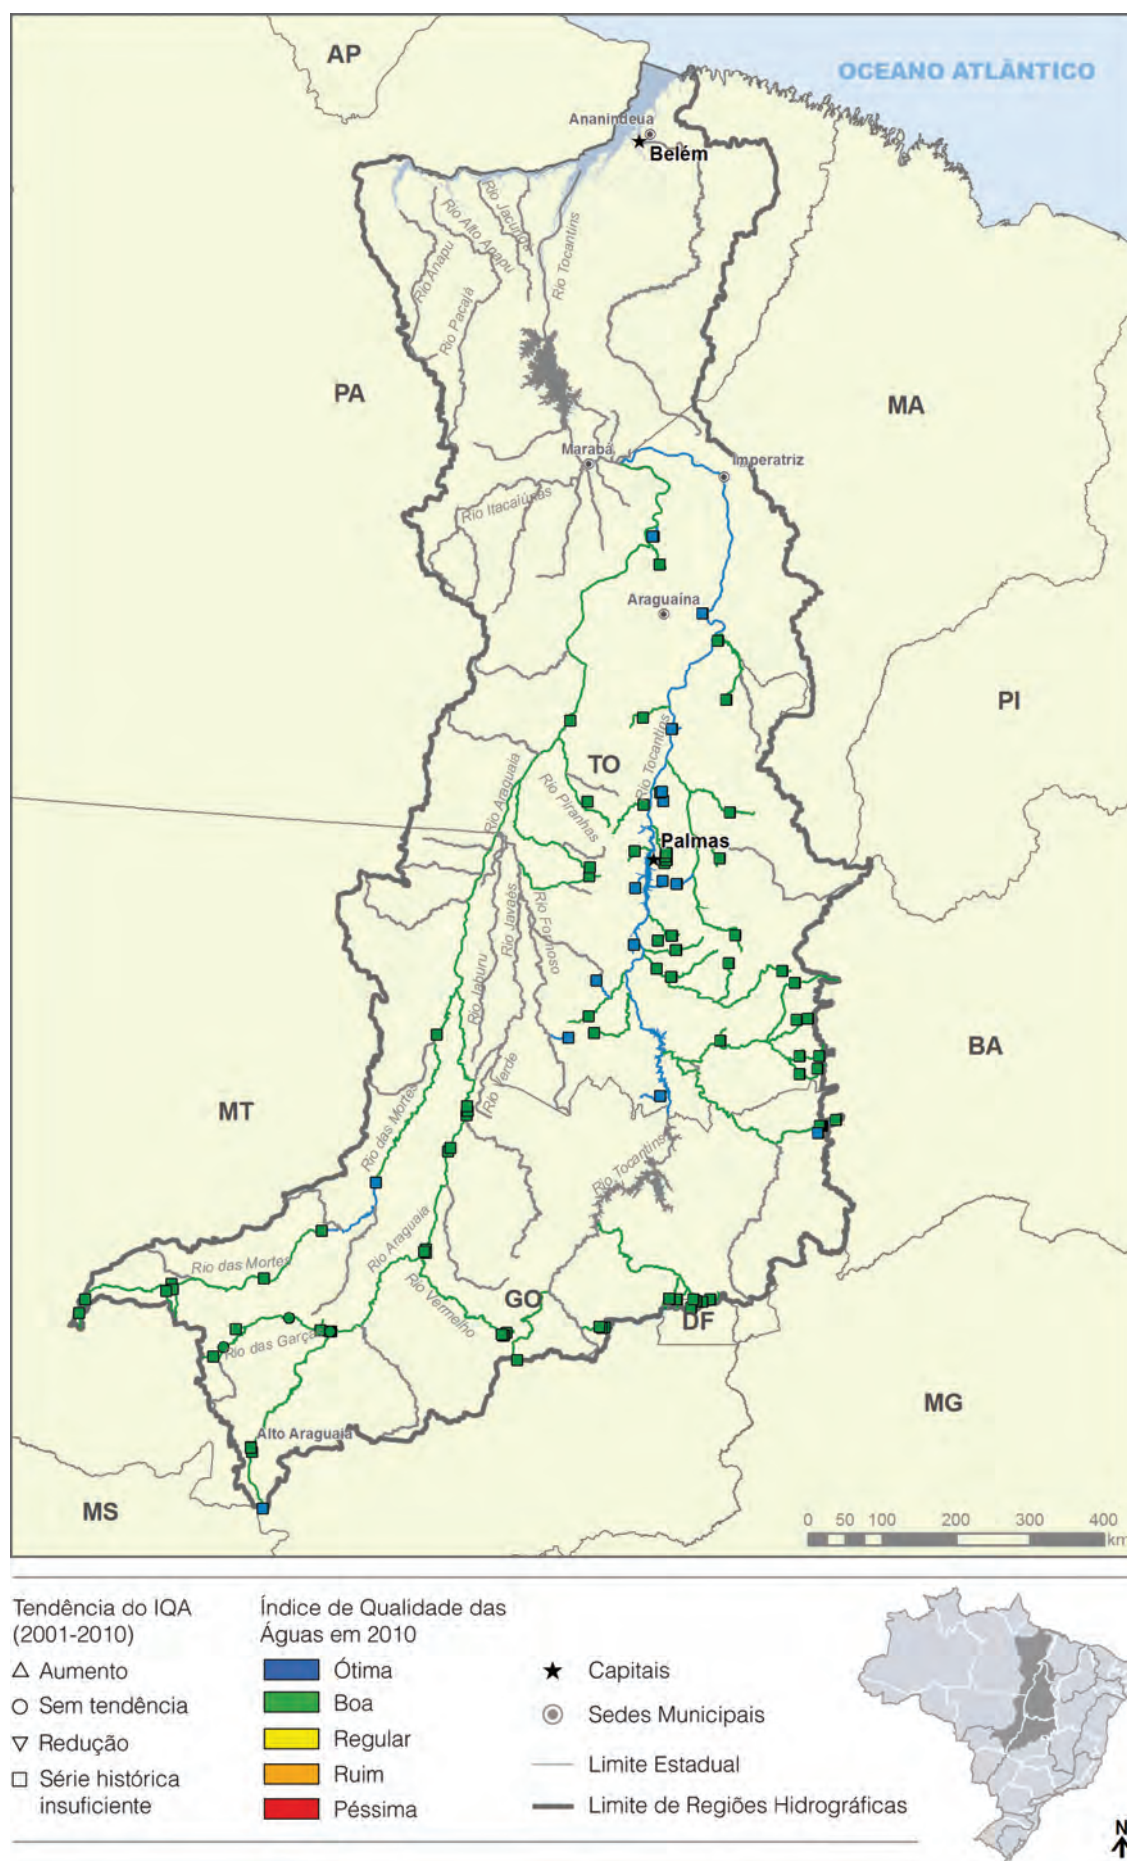 AP
OCEANO ATLÂNTICO
Ananindeua
Belém
Rio Jacundá
Rio Alto Anapu
Rio Anapu
Rio Tocantins
Rio Pacajá
PA
MA
Marabá
Imperatriz
Rio Itacaiúnas
Araguaína
PI
TO
Rio Tocantins
Rio Araguaia
Rio Piranhas
Palmas
Rio Javaés
Rio Formoso
Rio Jaburu
BA
Rio Verde
MT
Rio das Mortes
Rio Tocantins
Rio Araguaia
Rio das Mortes
Rio Vermelho
GO
DF
Rio das Garça
MG
Alto Araguaia
MS
0 50 100 200 300 400
km
Tendência do IQA
(2001-2010)
Aumento
Sem tendência
Redução
Série histórica
insuficiente
Índice de Qualidade das
Águas em 2010
Ótima
Boa
Regular
Ruim
Péssima
Capitais
Sedes Municipais
Limite Estadual
Limite de Regiões Hidrográficas
N